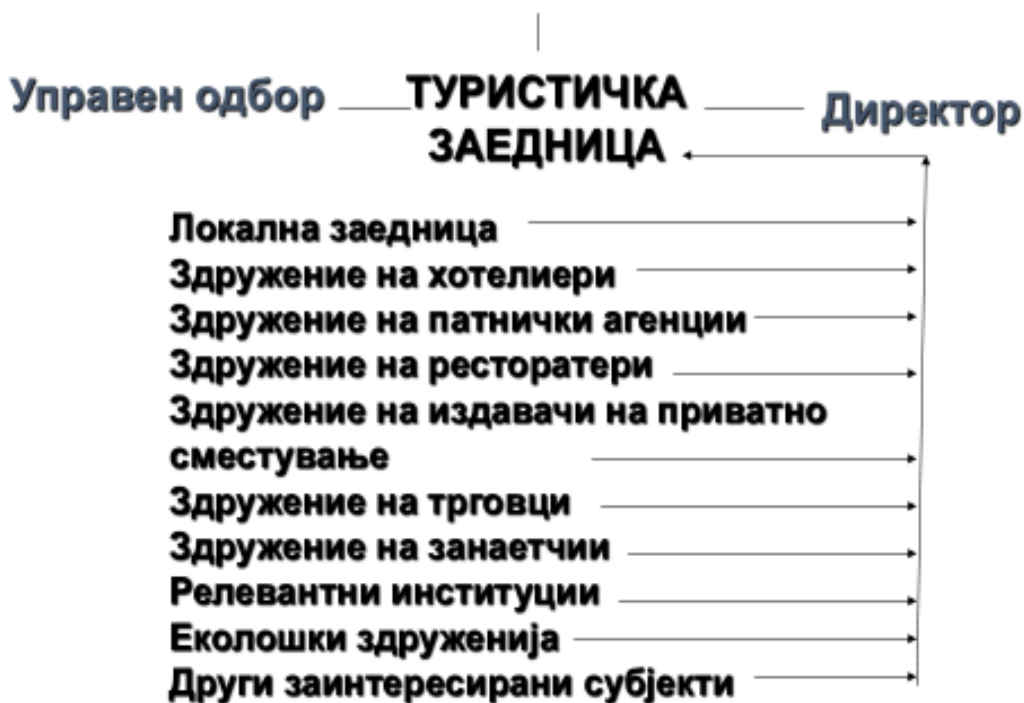 Управен одбор ТУРИСТИЧКА Директор
ЗАЕДНИЦА
Локална заедница
Здружение на хотелиери
Здружение на патнички агенции
Здружение на ресторатери
Здружение на издавачи на приватно
сместување
Здружение на трговци
Здружение на занаетчии
Релевантни институции
Еколошки здруженија
Други заинтересирани субјекти